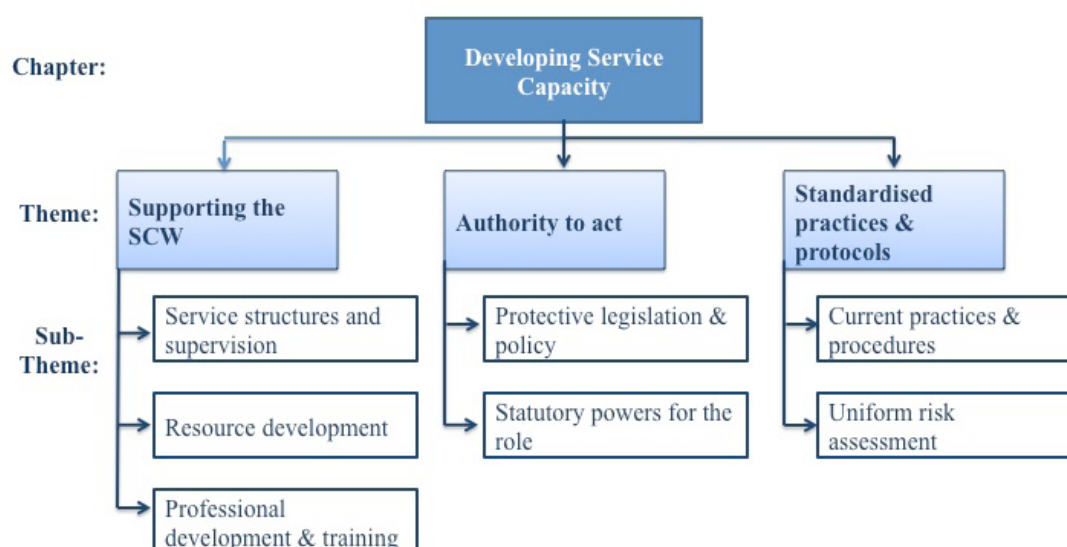 Chapter:
Developing Service
Capacity
Theme:
Supporting the
SCW
Authority to act
Standardised
practices &
protocols
Sub-
Theme:
Service structures and
supervision
Resource development
Professional
development & training
Protective legislation &
policy
Statutory powers for the
role
Current practices &
procedures
Uniform risk
assessment